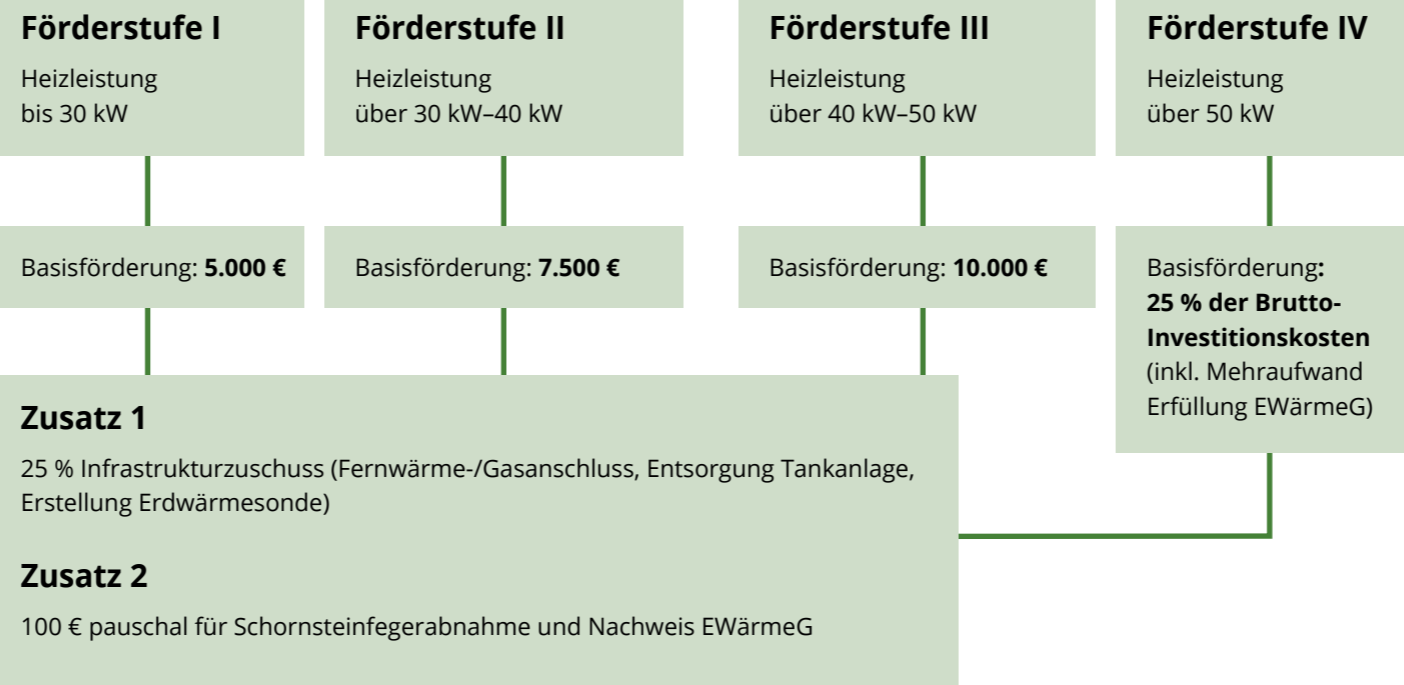 Förderstufe I
Heizleistung
bis 30 kW
Förderstufe II
Heizleistung
über 30 kW–40 kW
Förderstufe III
Heizleistung
über 40 kW–50 kW
Förderstufe IV
Heizleistung
über 50 kW
Basisförderung: 5.000 €
Basisförderung: 7.500 €
Basisförderung: 10.000 €
Basisförderung:
25 % der Brutto-
Investitionskosten
(inkl. Mehraufwand
Erfüllung EWärmeG)
Zusatz 1
25 % Infrastrukturzuschuss (Fernwärme-/Gasanschluss, Entsorgung Tankanlage,
Erstellung Erdwärmesonde)
Zusatz 2
100 € pauschal für Schornsteinfegerabnahme und Nachweis EWärmeG